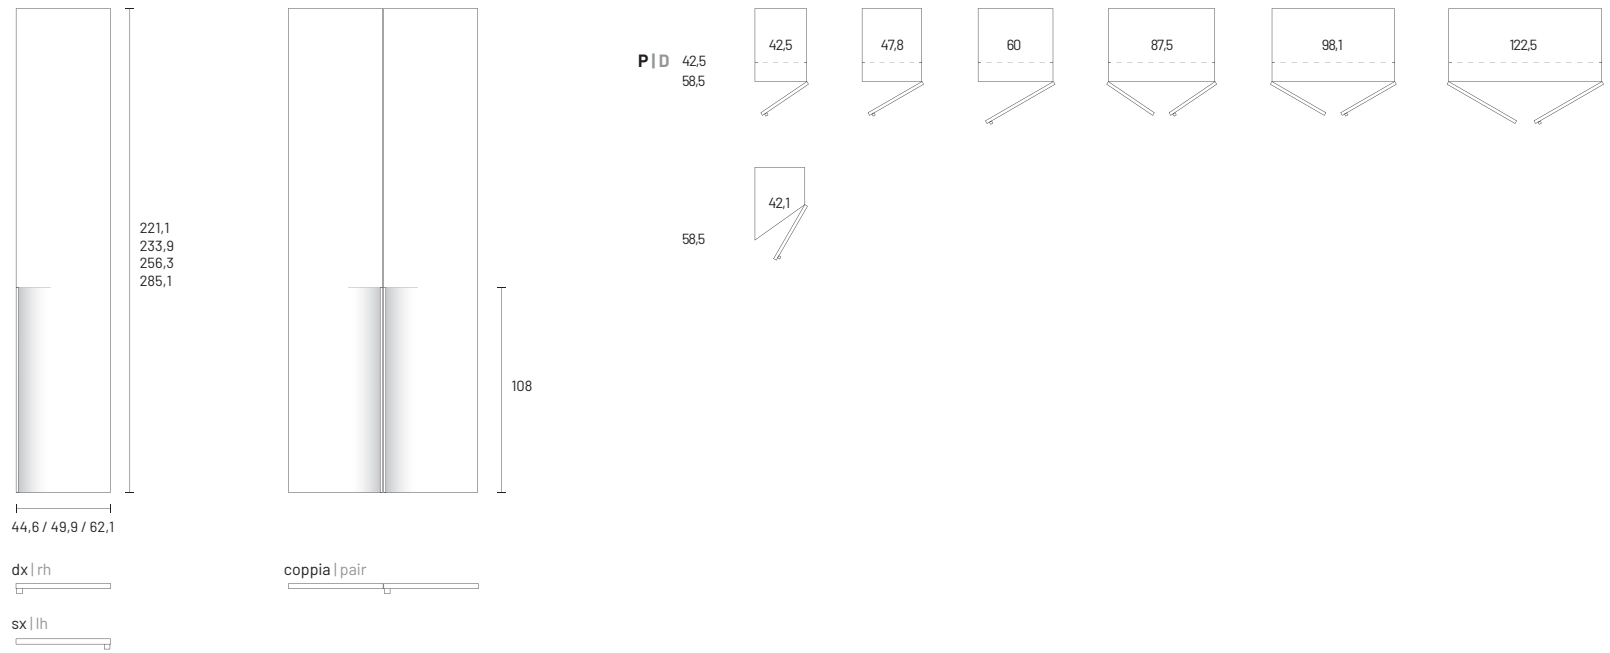 221,1
233,9
256,3
285,1
44,6 / 49,9 / 62,1
dx | rh
sx | lh
108
coppia | pair
P | D 42,5
58,5
42,5
47,8
60
87,5
98,1
122,5
58,5
42,1